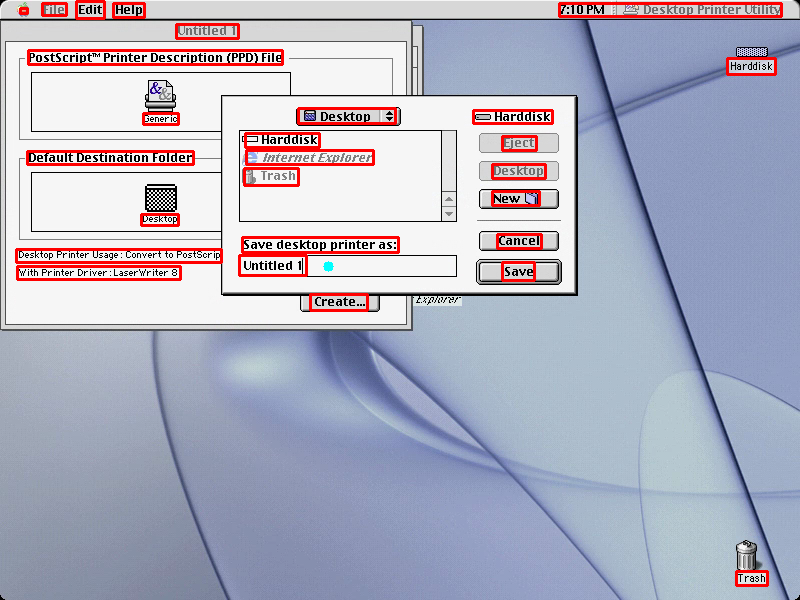 File Edit Help 7:10 PM Desktop Printer Utility
Untitled 1
PostScript™ Printer Description (PPD) File
Generic
Default Destination Folder
Desktop
Desktop Printer Usage: Convert to PostScrip
With Printer Driver: LaserWriter 8
Create...
Desktop
Harddisk
Internet Explorer
Trash
Harddisk
Eject
Desktop
New
Cancel
Save
Save desktop printer as:
Untitled 1
Explorer
Harddisk
Trash